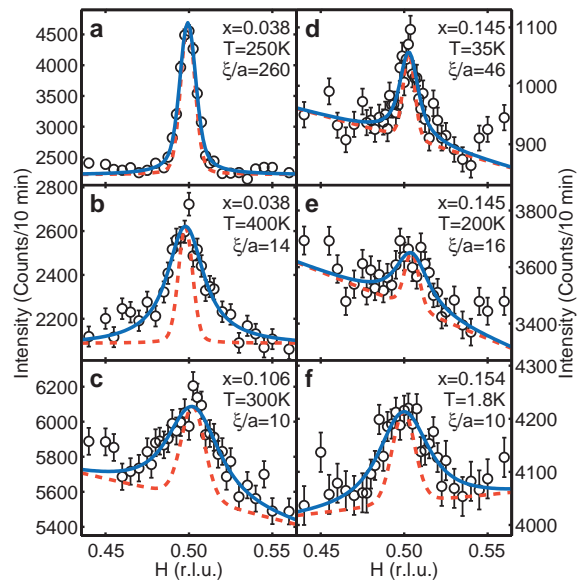 a
x=0.038
T=250K
ξ/a=260
4500
4000
3500
3000
2500
d
x=0.145
T=35K
ξ/a=46
1100
1000
900
b
x=0.038
T=400K
ξ/a=14
2800
2600
2400
2200
e
x=0.145
T=200K
ξ/a=16
3800
3600
3400
c
x=0.106
T=300K
ξ/a=10
6200
6000
5800
5600
5400
f
x=0.154
T=1.8K
ξ/a=10
4300
4200
4100
4000
Intensity (Counts/10 min)
Intensity (Counts/10 min)
0.45
0.50
0.55
0.45
0.50
0.55
H (r.l.u.)
H (r.l.u.)